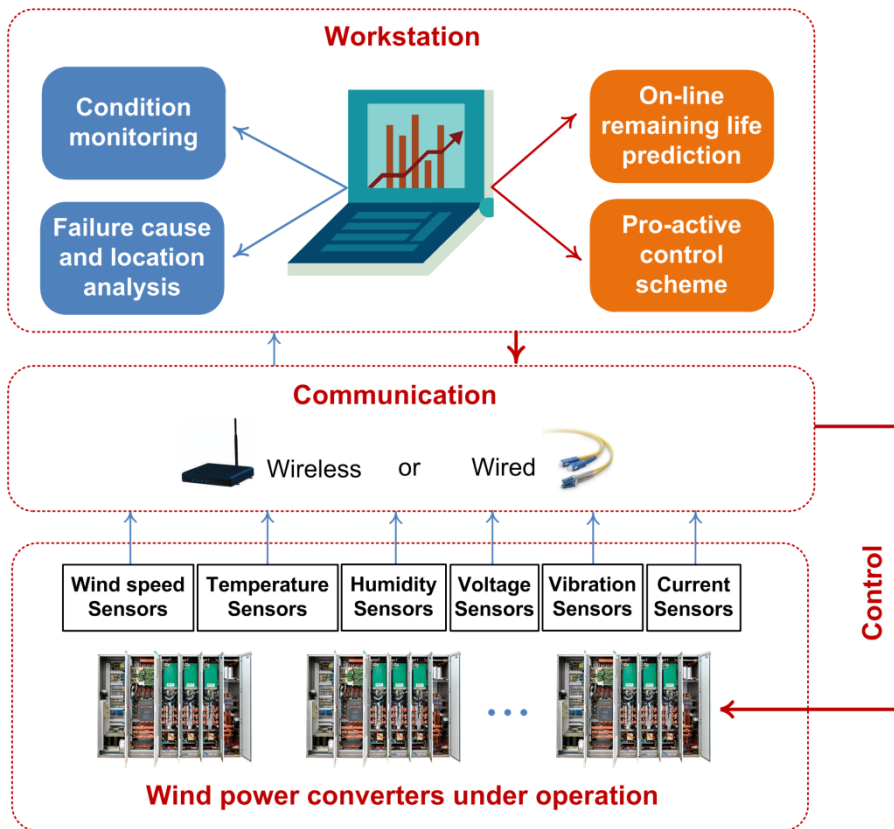 Workstation
Condition
monitoring
On-line
remaining life
prediction
Failure cause
and location
analysis
Pro-active
control
scheme
Communication
Wireless or Wired
Wind speed
Sensors
Temperature
Sensors
Humidity
Sensors
Voltage
Sensors
Vibration
Sensors
Current
Sensors
Control
Wind power converters under operation